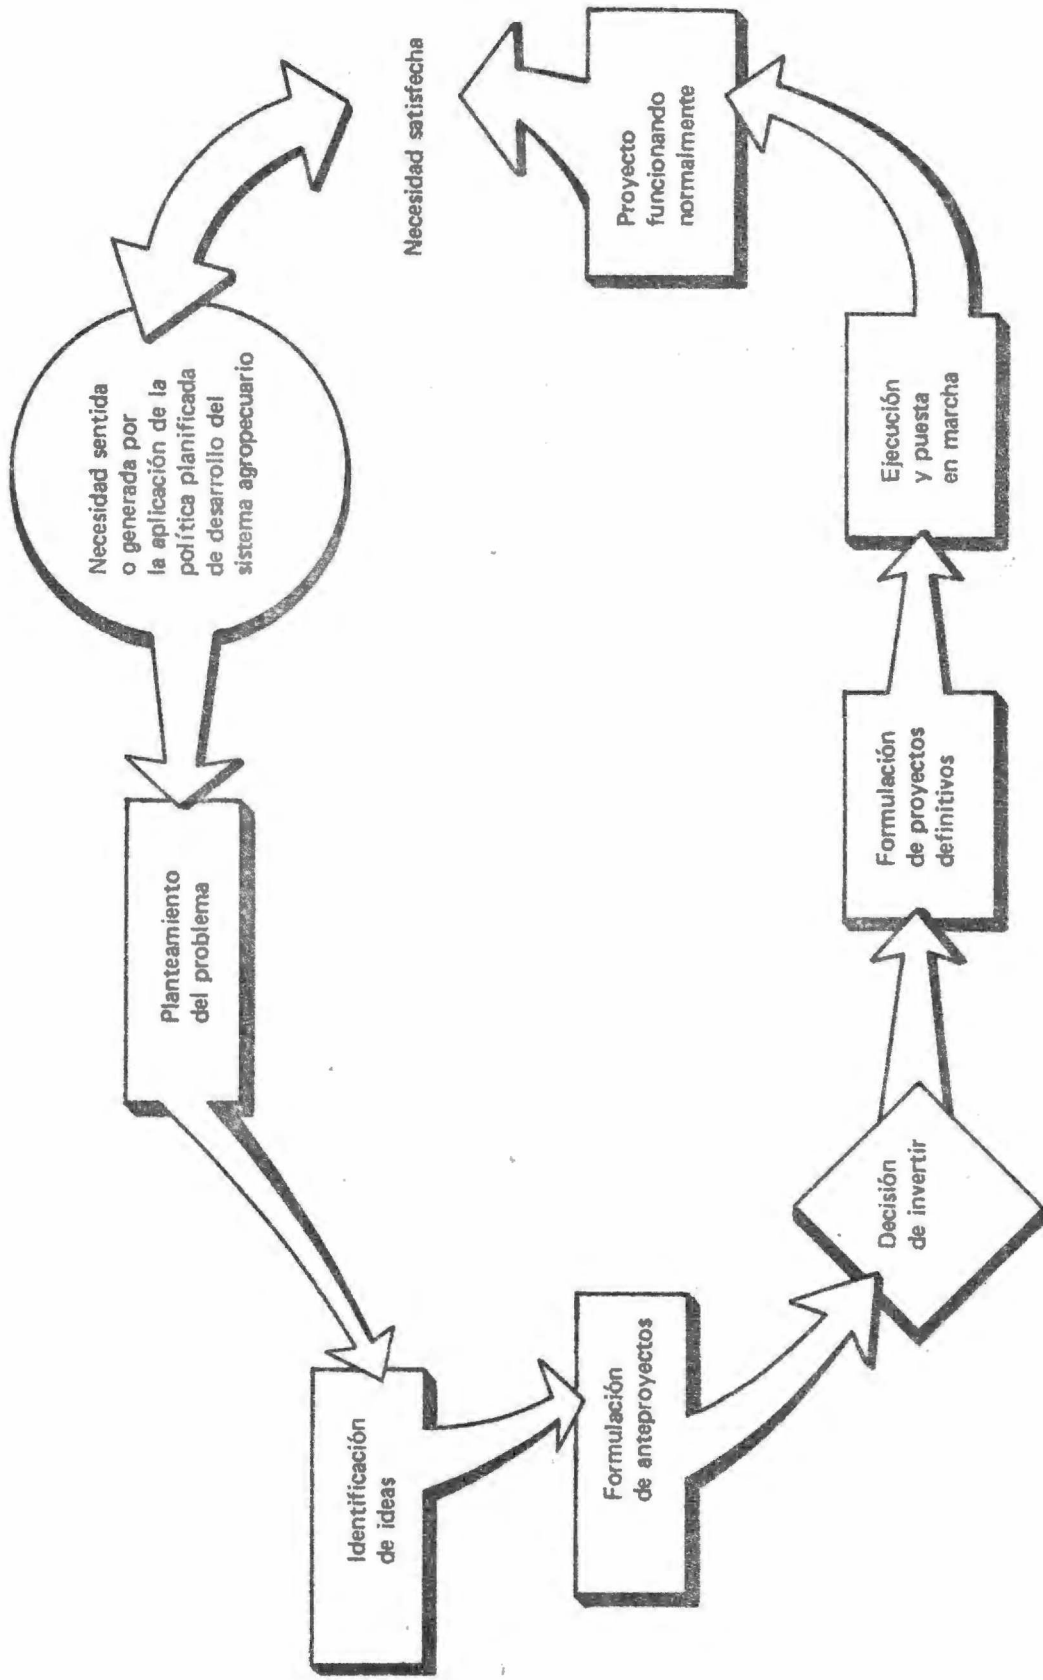 Necesidad sentida
o generada por
la aplicación de la
política planificada
de desarrollo del
sistema agropecuario
Planteamiento
del problema
Identificación
de ideas
Formulación
de anteproyectos
Decisión
de invertir
Formulación
de proyectos
definitivos
Ejecución
y puesta
en marcha
Proyecto
funcionando
normalmente
Necesidad satisfecha